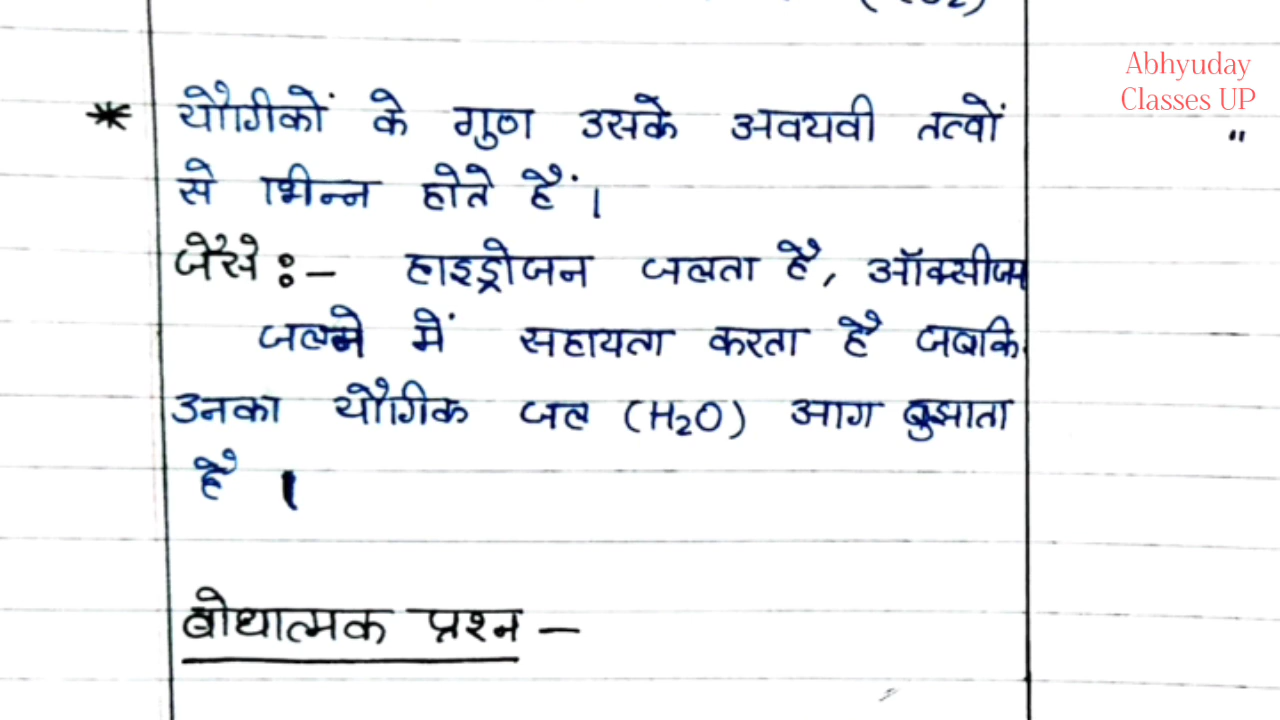 * यौगिकों के गुण उसके अवयवी तत्वों
से भिन्न होते हैं।
जैसे :- हाइड्रोजन जलता है, ऑक्सीजन
जलने में सहायता करता है जबकि
उनका यौगिक जल (H₂O) आग बुझाता
है ।
बोधात्मक प्रश्न –
Abhyuday
Classes UP
"